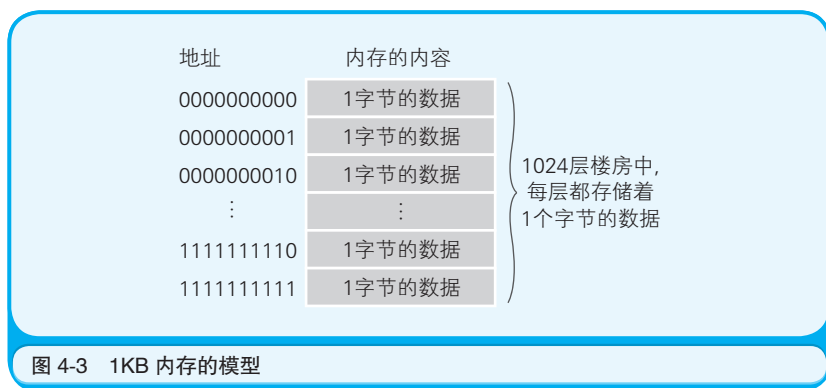 地址 内存的内容
0000000000 1字节的数据
0000000001 1字节的数据
0000000010 1字节的数据
⋮ ⋮
1111111110 1字节的数据
1111111111 1字节的数据
1024层楼房中,
每层都存储着
1个字节的数据
图 4-3 1KB 内存的模型